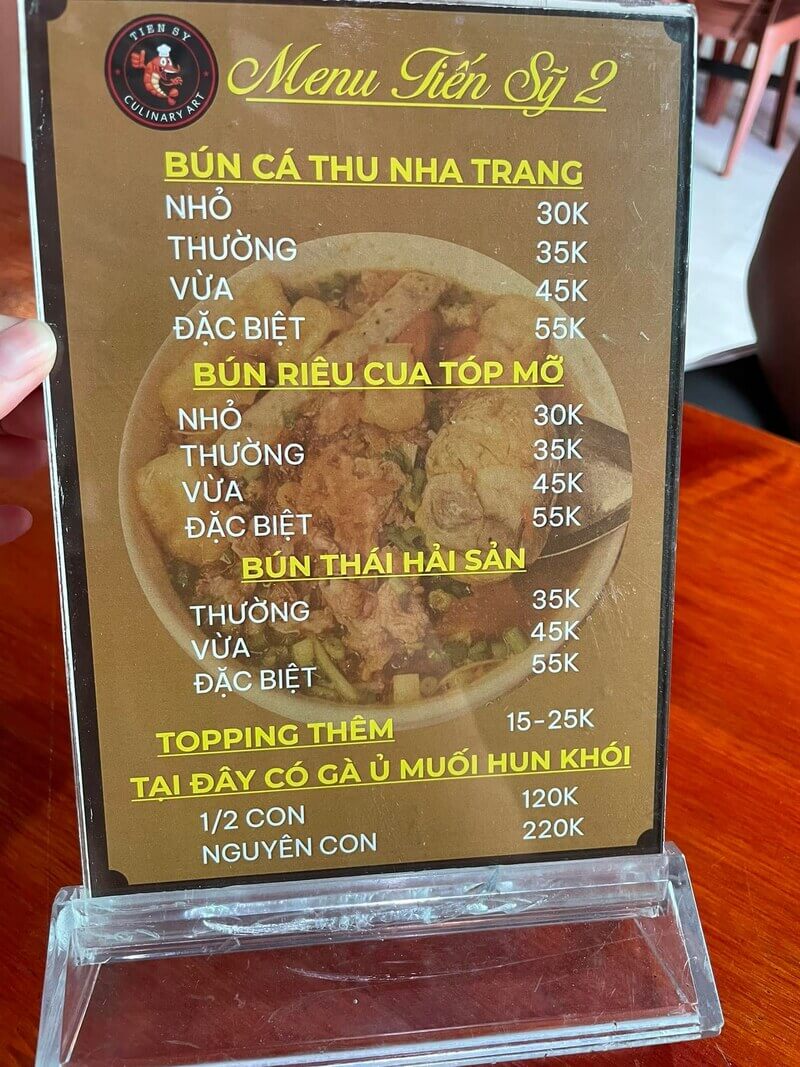 TIEN SY
CULINARY ART
Menu Tiến Sỹ 2
BÚN CÁ THU NHA TRANG
NHỎ 30K
THƯỜNG 35K
VỪA 45K
ĐẶC BIỆT 55K
BÚN RIÊU CUA TÓP MỠ
NHỎ 30K
THƯỜNG 35K
VỪA 45K
ĐẶC BIỆT 55K
BÚN THÁI HẢI SẢN
THƯỜNG 35K
VỪA 45K
ĐẶC BIỆT 55K
TOPPING THÊM 15-25K
TẠI ĐÂY CÓ GÀ Ủ MUỐI HUN KHÓI
1/2 CON 120K
NGUYÊN CON 220K